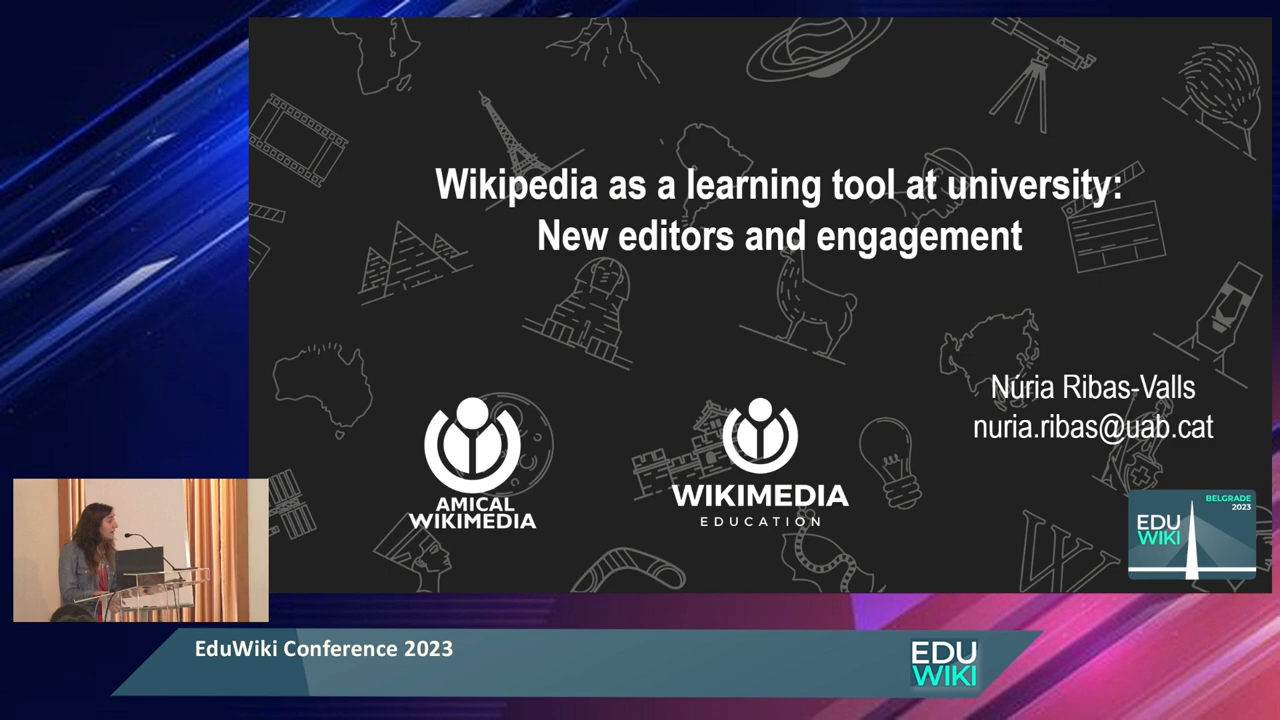 Wikipedia as a learning tool at university:
New editors and engagement
Núria Ribas-Valls
nuria.ribas@uab.cat
AMICAL
WIKIMEDIA
WIKIMEDIA
EDUCATION
BELGRADE
2023
EDU
WIKI
EduWiki Conference 2023
EDU
WIKI